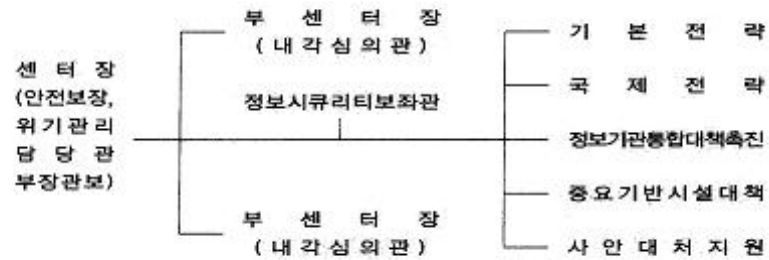 센 터 장
(안전보장,
위기관리
담 당 관
부장관보)
부 센 터 장
(내각심의관)
정보시큐리티보좌관
부 센 터 장
(내각심의관)
기 본 전 략
국 제 전 략
정보기관통합대책촉진
중요기반시설대책
사 안 대 처 지 원